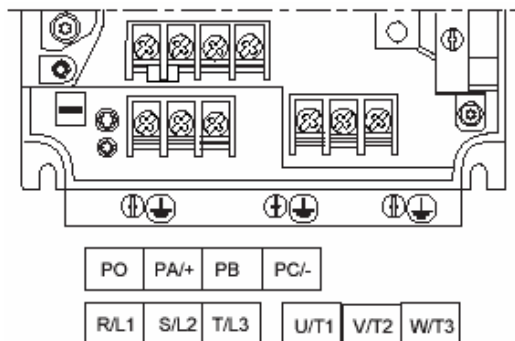 PO PA/+ PB PC/-
R/L1 S/L2 T/L3 U/T1 V/T2 W/T3